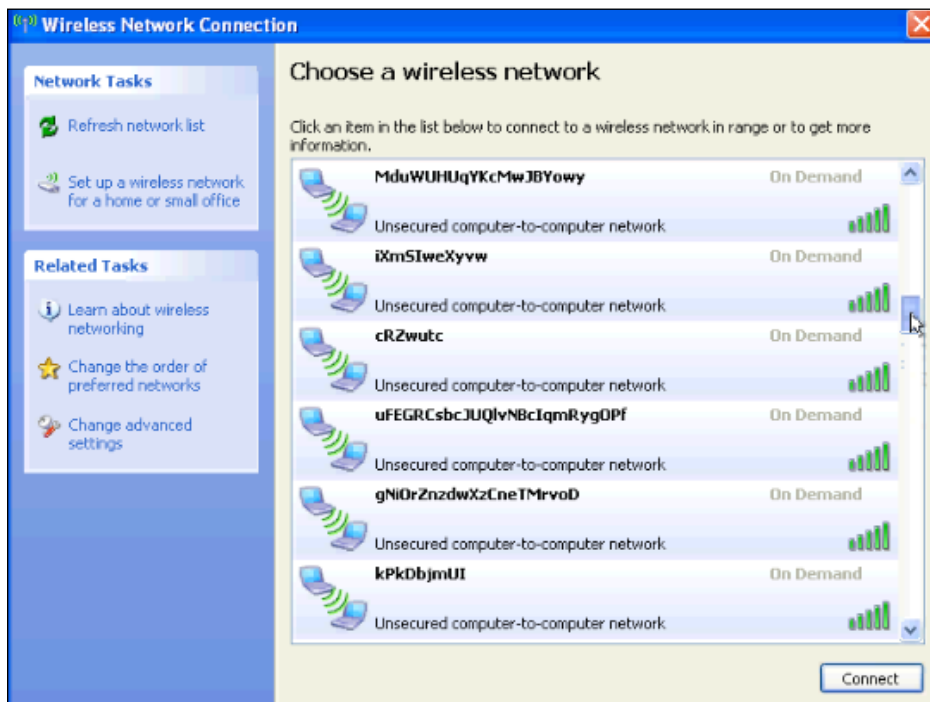 Wireless Network Connection
Network Tasks
Refresh network list
Set up a wireless network
for a home or small office
Related Tasks
Learn about wireless
networking
Change the order of
preferred networks
Change advanced
settings
Choose a wireless network
Click an item in the list below to connect to a wireless network in range or to get more
information.
MduWUHUqYKcMwJBYowy On Demand
Unsecured computer-to-computer network
iXmSIweXyvw On Demand
Unsecured computer-to-computer network
cRZwutc On Demand
Unsecured computer-to-computer network
uFEGRCsbcJUQlvNBcIqmRygOPf
Unsecured computer-to-computer network
gNiOrZnzdwXzCneTMrvoD On Demand
Unsecured computer-to-computer network
kPkDbjmUI On Demand
Unsecured computer-to-computer network
Connect